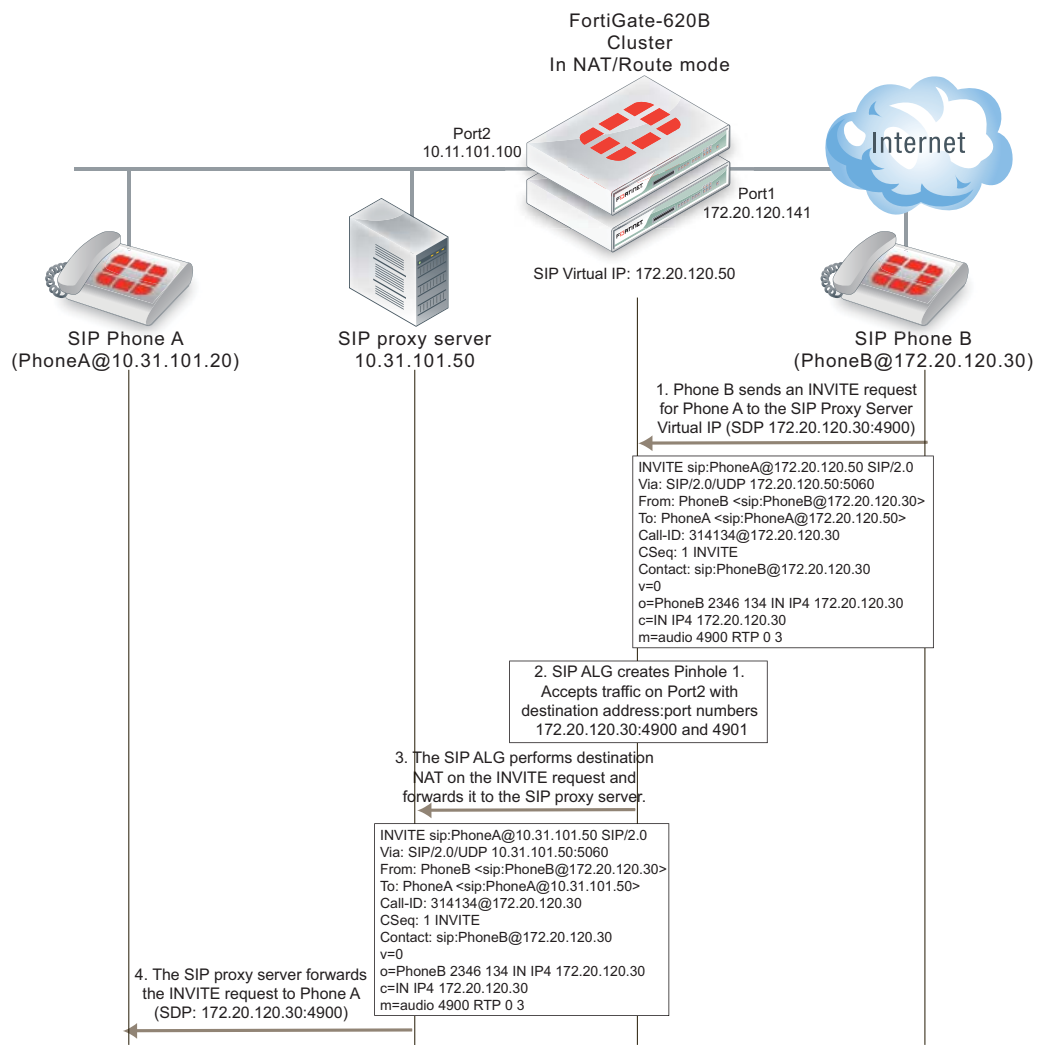 FortiGate-620B
Cluster
In NAT/Route mode
Port2
10.11.101.100
Internet
Port1
172.20.120.141
FORTINET
FORTINET
SIP Virtual IP: 172.20.120.50
SIP Phone A
(PhoneA@10.31.101.20)
SIP proxy server
10.31.101.50
SIP Phone B
(PhoneB@172.20.120.30)
1. Phone B sends an INVITE request
for Phone A to the SIP Proxy Server
Virtual IP (SDP 172.20.120.30:4900)
INVITE sip:PhoneA@172.20.120.50 SIP/2.0
Via: SIP/2.0/UDP 172.20.120.50:5060
From: PhoneB <sip:PhoneB@172.20.120.30>
To: PhoneA <sip:PhoneA@172.20.120.50>
Call-ID: 314134@172.20.120.30
CSeq: 1 INVITE
Contact: sip:PhoneB@172.20.120.30
v=0
o=PhoneB 2346 134 IN IP4 172.20.120.30
c=IN IP4 172.20.120.30
m=audio 4900 RTP 0 3
2. SIP ALG creates Pinhole 1.
Accepts traffic on Port2 with
destination address:port numbers
172.20.120.30:4900 and 4901
3. The SIP ALG performs destination
NAT on the INVITE request and
forwards it to the SIP proxy server.
INVITE sip:PhoneA@10.31.101.50 SIP/2.0
Via: SIP/2.0/UDP 10.31.101.50:5060
From: PhoneB <sip:PhoneB@172.20.120.30>
To: PhoneA <sip:PhoneA@10.31.101.50>
Call-ID: 314134@172.20.120.30
CSeq: 1 INVITE
Contact: sip:PhoneB@172.20.120.30
v=0
o=PhoneB 2346 134 IN IP4 172.20.120.30
c=IN IP4 172.20.120.30
m=audio 4900 RTP 0 3
4. The SIP proxy server forwards
the INVITE request to Phone A
(SDP: 172.20.120.30:4900)